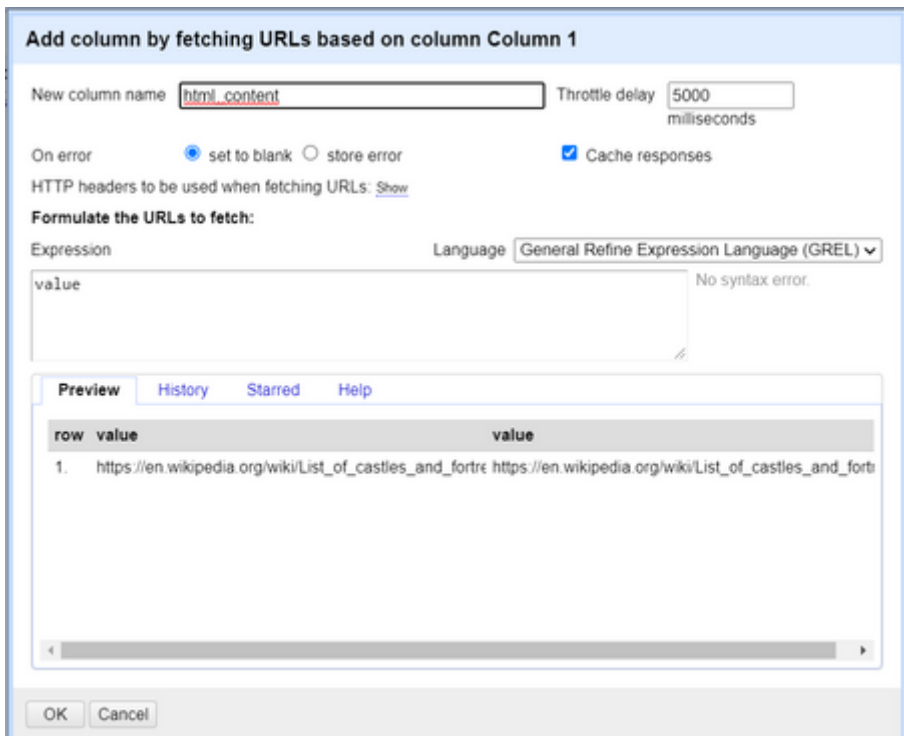 Add column by fetching URLs based on column Column 1
New column name html_content Throttle delay 5000
milliseconds
On error set to blank store error Cache responses
HTTP headers to be used when fetching URLs: Show
Formulate the URLs to fetch:
Expression Language General Refine Expression Language (GREL)
value No syntax error.
Preview History Starred Help
row value value
1. https://en.wikipedia.org/wiki/List_of_castles_and_fortre https://en.wikipedia.org/wiki/List_of_castles_and_fortr
OK Cancel